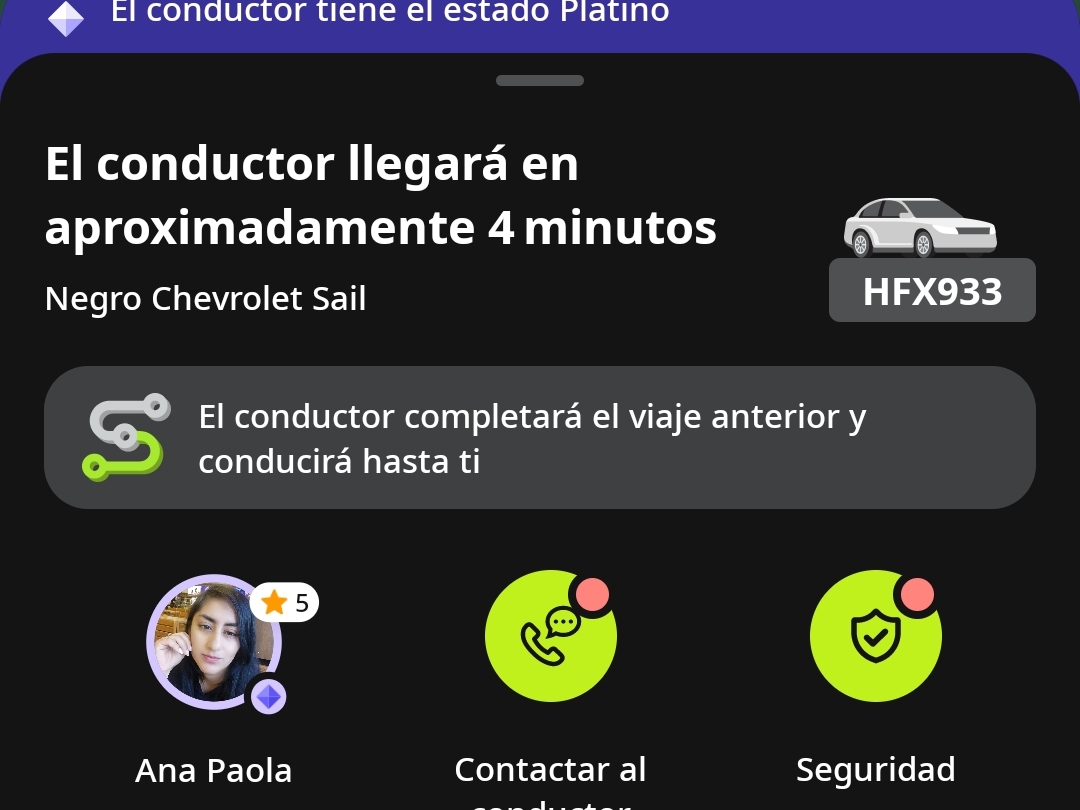 El conductor tiene el estado Platino
El conductor llegará en
aproximadamente 4 minutos
Negro Chevrolet Sail
HFX933
El conductor completará el viaje anterior y
conducirá hasta ti
5
Ana Paola
Contactar al
conductor
Seguridad